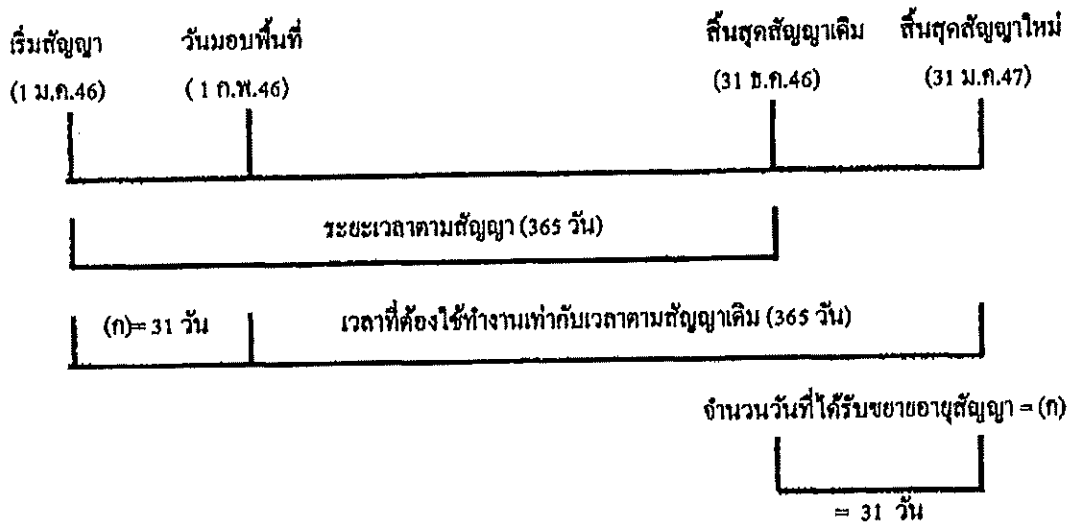 เริ่มสัญญา วันมอบพื้นที่ สิ้นสุดสัญญาเดิม สิ้นสุดสัญญาใหม่
(1 ม.ค.46) ( 1 ก.พ.46) (31 ธ.ค.46) (31 ม.ค.47)
ระยะเวลาตามสัญญา (365 วัน)
(ก)= 31 วัน เวลาที่ต้องใช้ทำงานเท่ากับเวลาตามสัญญาเดิม (365 วัน)
จำนวนวันที่ได้รับขยายอายุสัญญา = (ก)
= 31 วัน